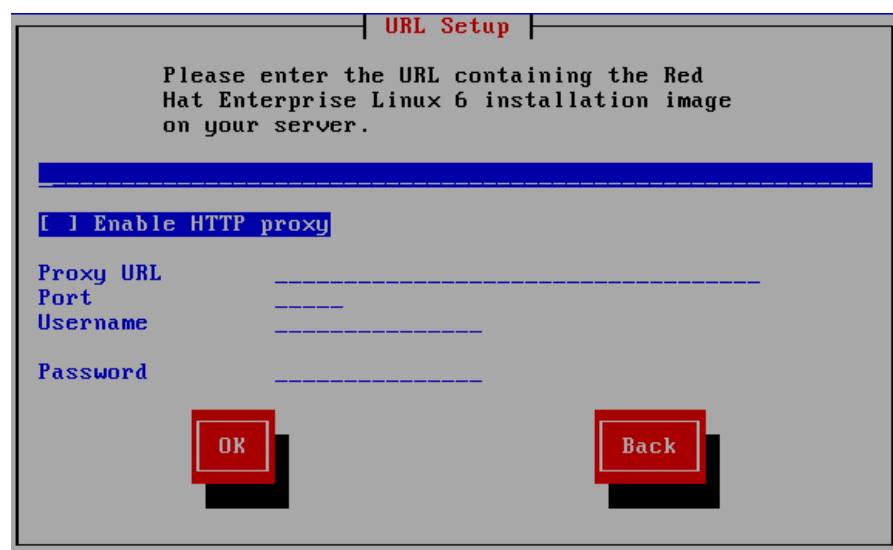 URL Setup
Please enter the URL containing the Red
Hat Enterprise Linux 6 installation image
on your server.
[ ] Enable HTTP proxy
Proxy URL
Port
Username
Password
OK
Back